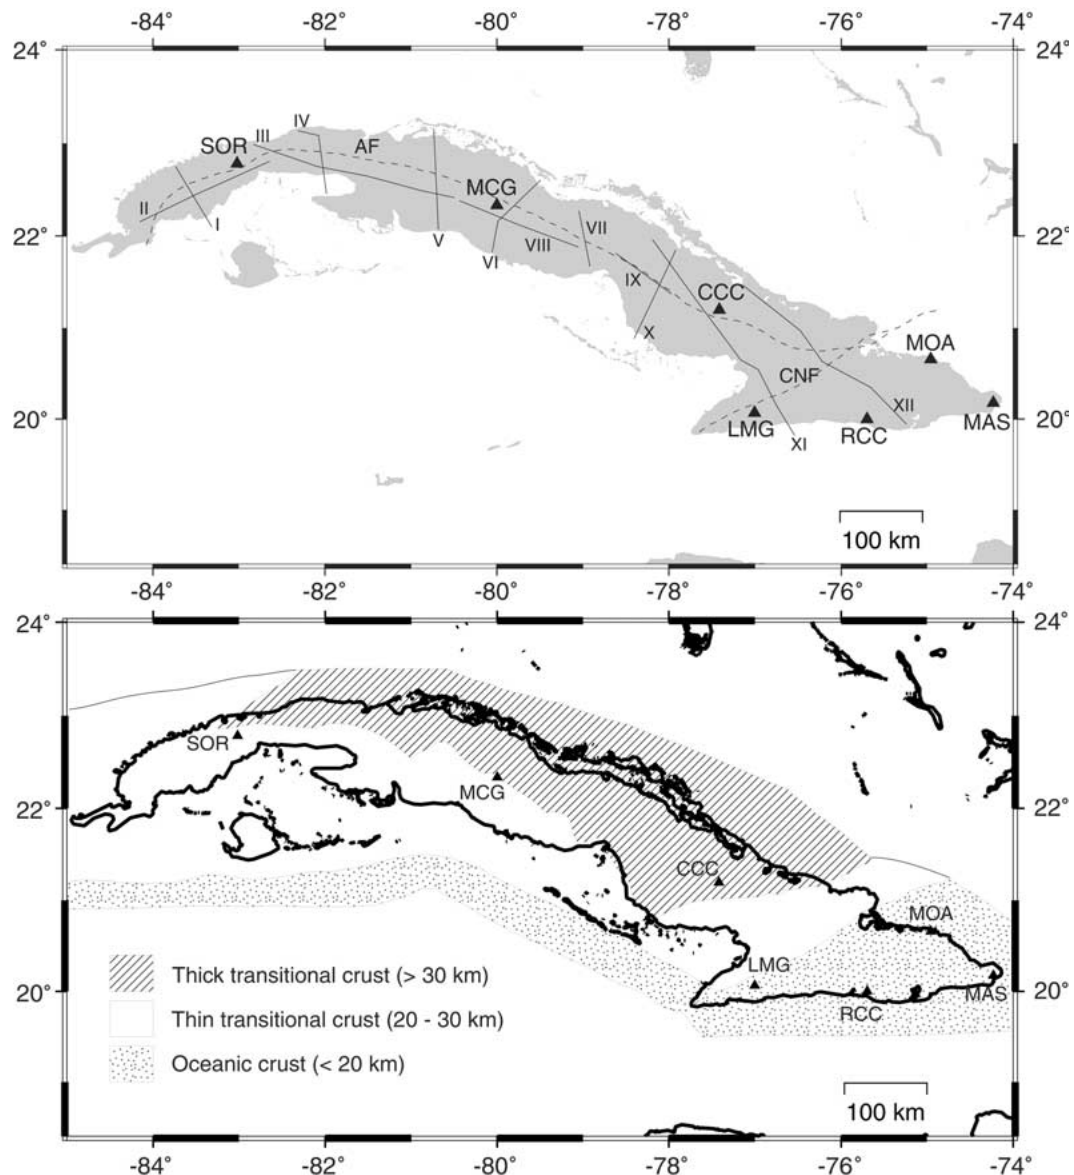 -84° -82° -80° -78° -76° -74°
24° 24°
IV
III
SOR AF
MCG
II
I
22° V VII 22°
VI VIII
IX
CCC
X
MOA
CNF
XII
20° LMG RCC MAS 20°
XI
100 km
-84° -82° -80° -78° -76° -74°
24° 24°
SOR
MCG
22° 22°
CCC
MOA
LMG
Thick transitional crust (> 30 km)
20° MAS 20°
Thin transitional crust (20 - 30 km) RCC
Oceanic crust (< 20 km)
100 km
-84° -82° -80° -78° -76° -74°